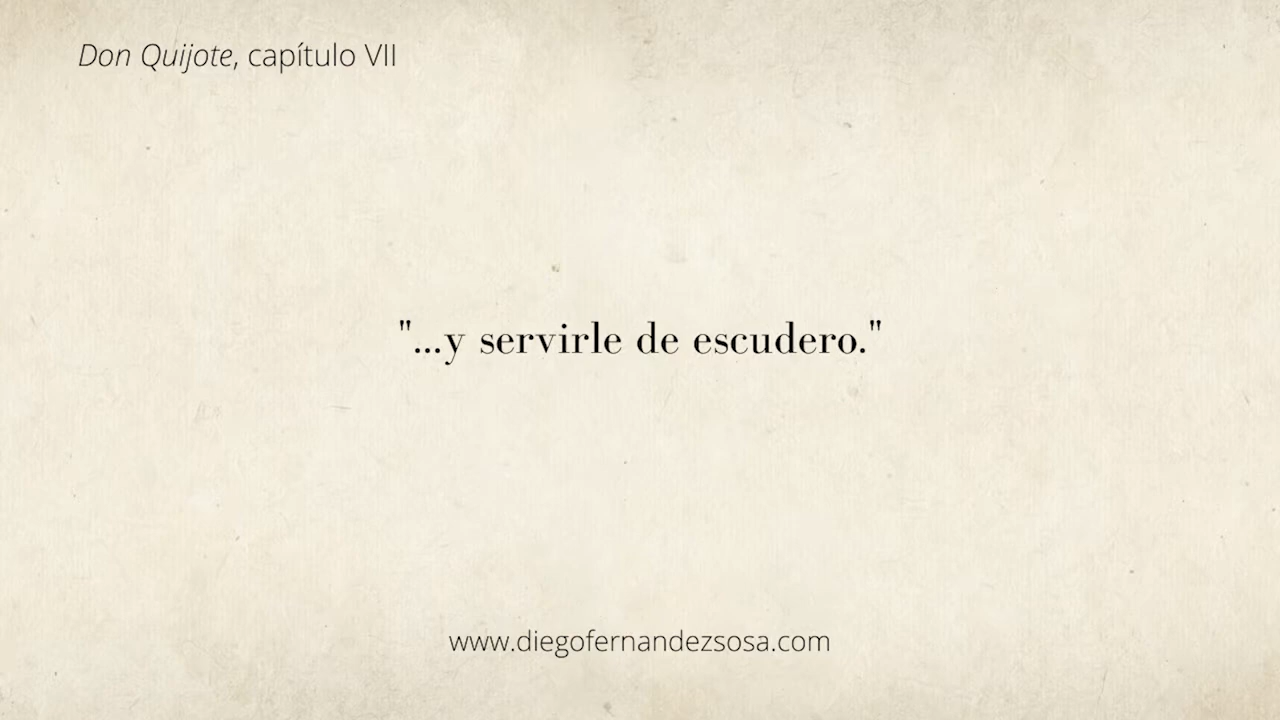 Don Quijote, capítulo VII
"...y servirle de escudero."
www.diegofernandezsosa.com